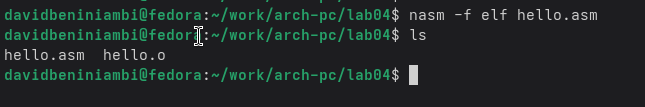 davidbeniniambi@fedora:~/work/arch-pc/lab04$ nasm -f elf hello.asm
davidbeniniambi@fedora:~/work/arch-pc/lab04$ ls
hello.asm  hello.o
davidbeniniambi@fedora:~/work/arch-pc/lab04$